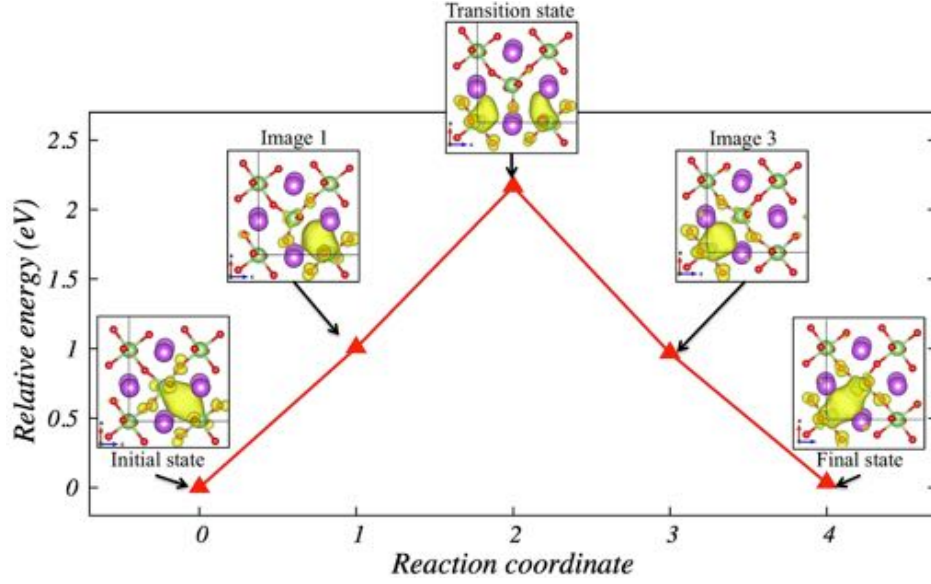 Transition state
Image 1
Image 3
Initial state
Final state
Relative energy (eV)
2.5
2
1.5
1
0.5
0
0
1
2
3
4
Reaction coordinate